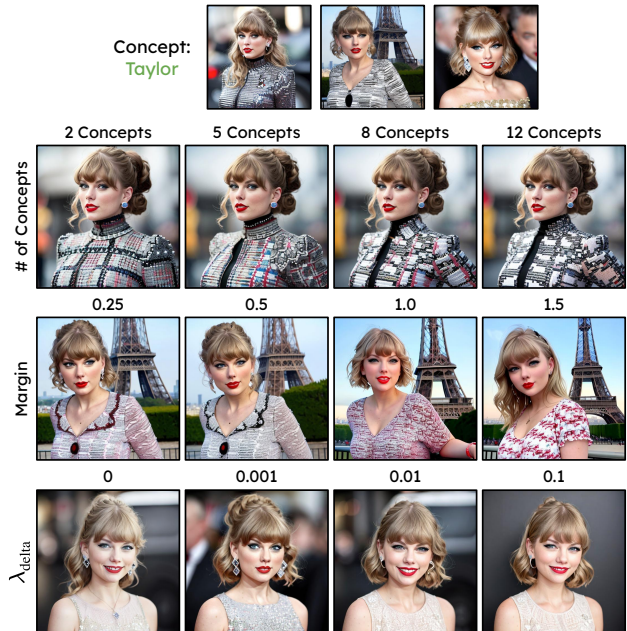 Concept:
Taylor
2 Concepts 5 Concepts 8 Concepts 12 Concepts
# of Concepts
0.25 0.5 1.0 1.5
Margin
0 0.001 0.01 0.1
λdelta